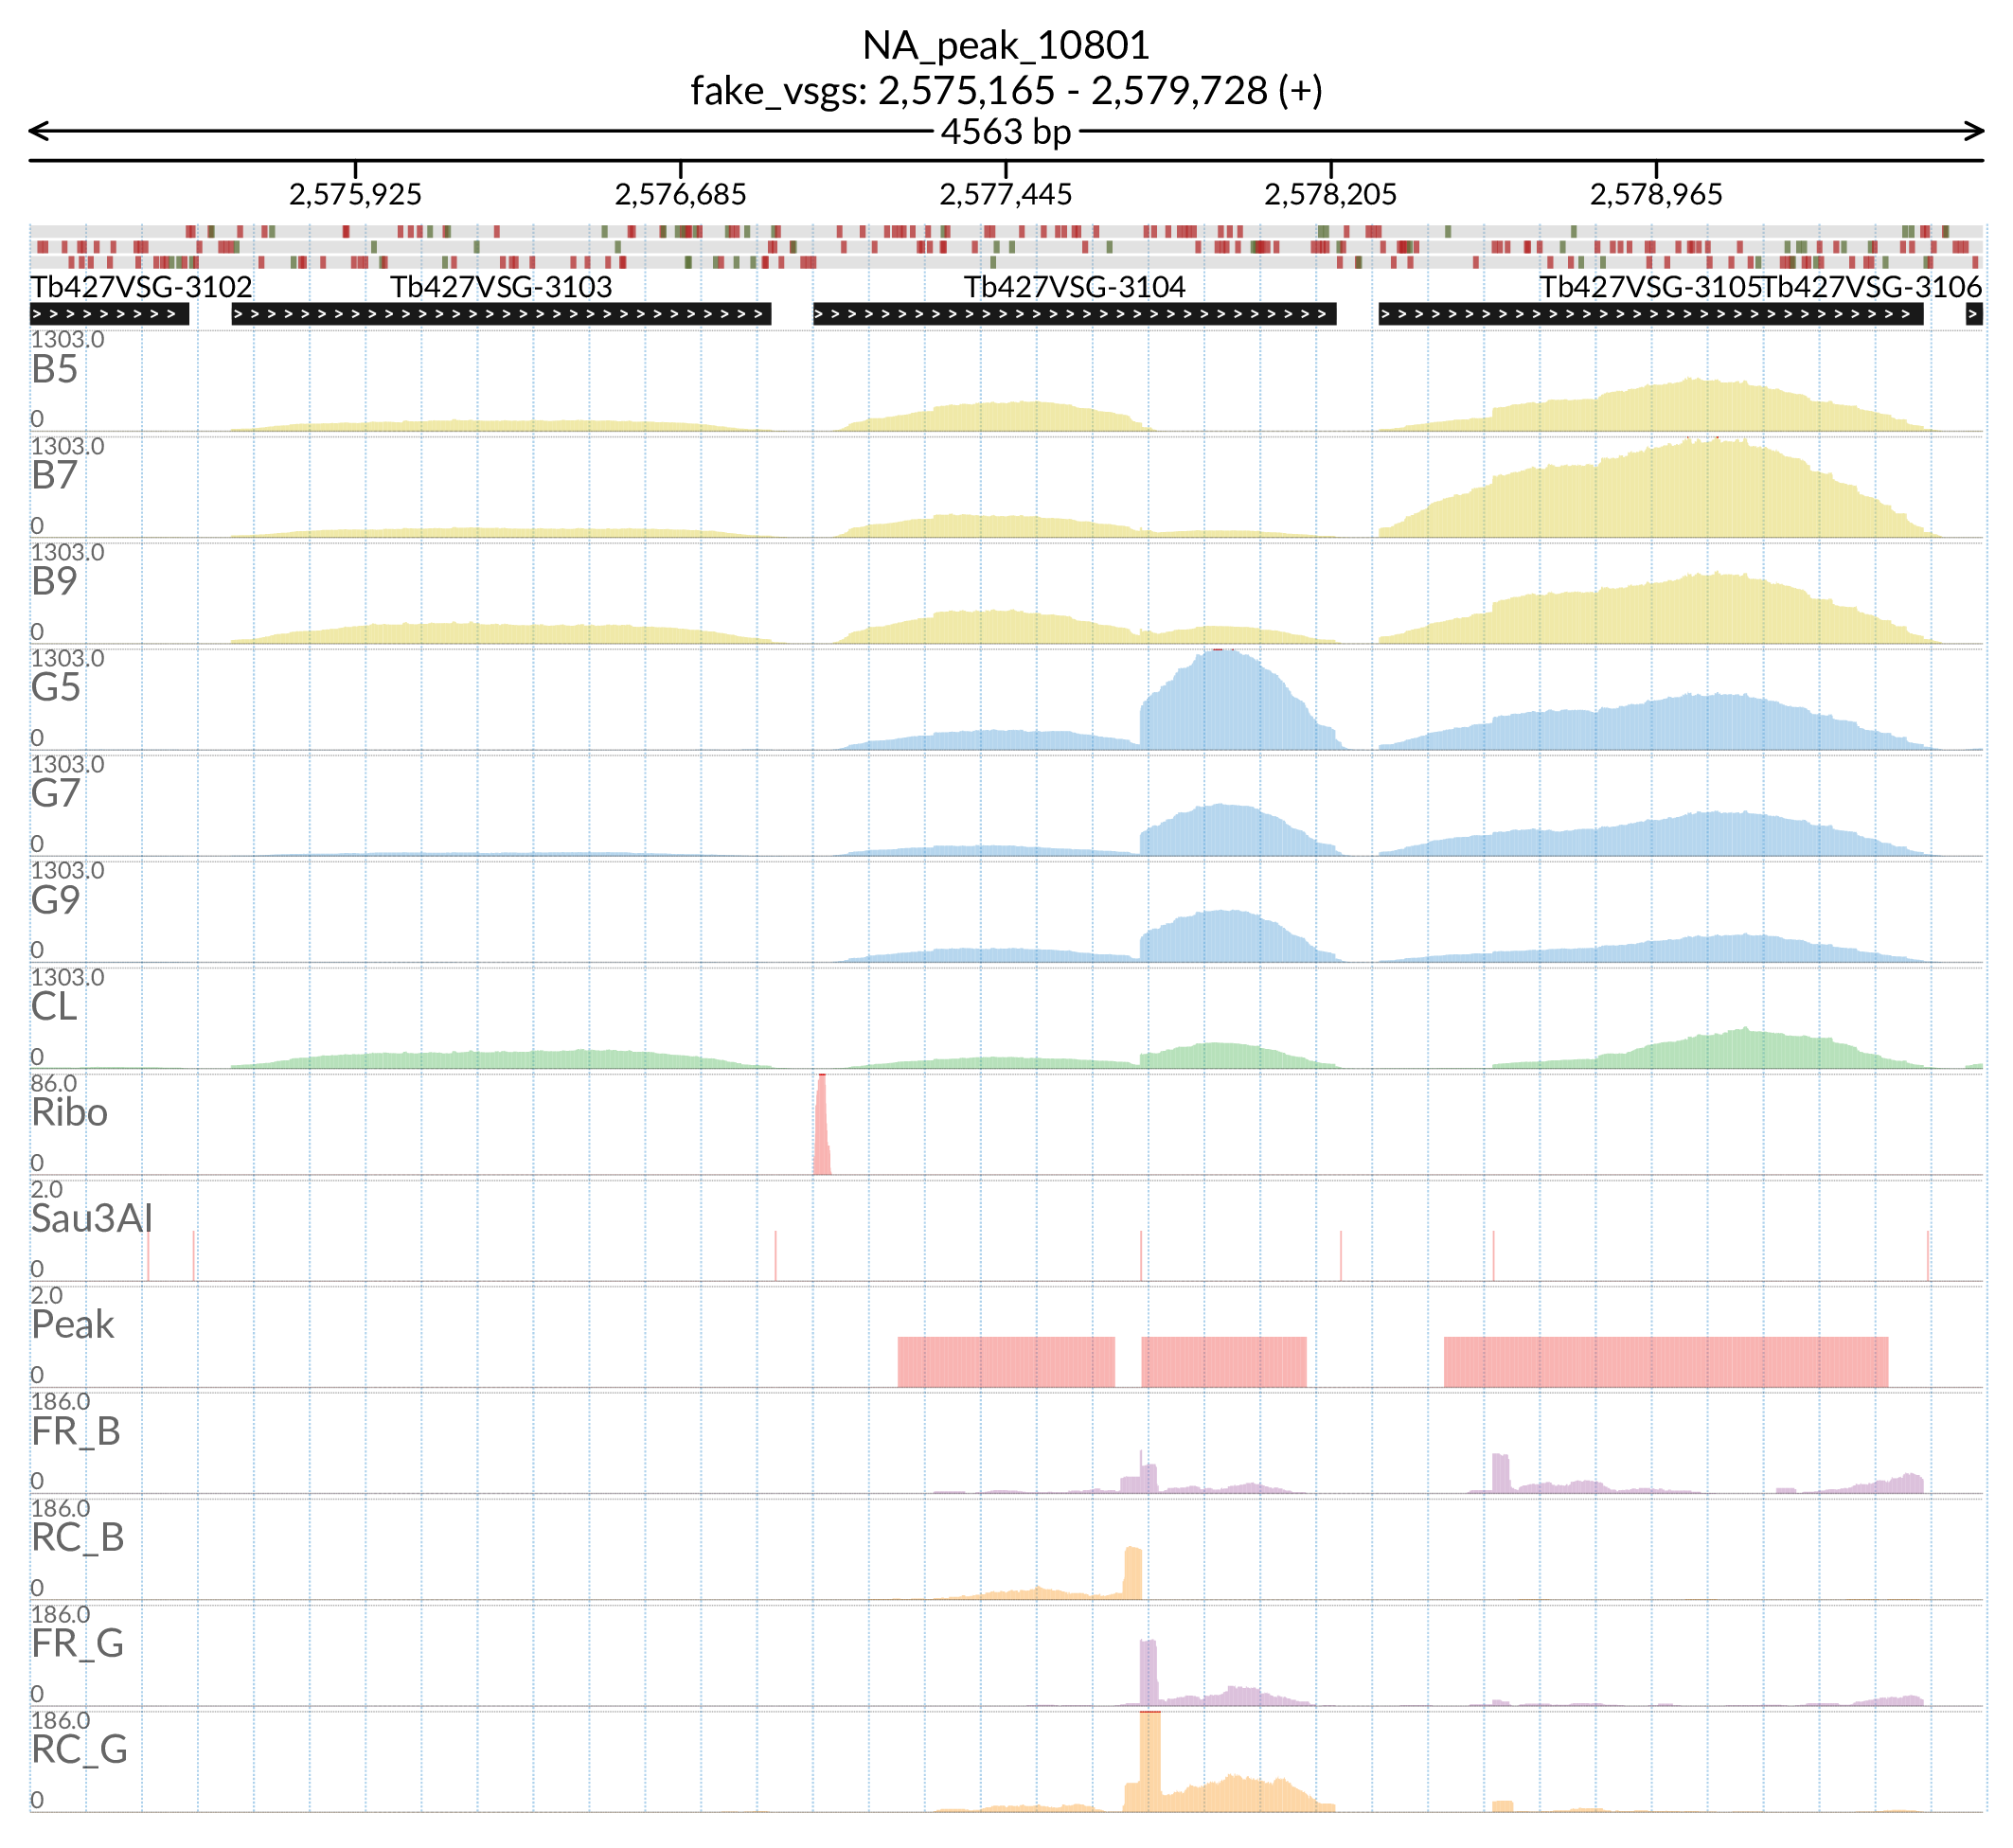 NA_peak_10801
fake_vsgs: 2,575,165 - 2,579,728 (+)
4563 bp
2,575,925 2,576,685 2,577,445 2,578,205 2,578,965
Tb427VSG-3102 Tb427VSG-3103 Tb427VSG-3104 Tb427VSG-3105 Tb427VSG-3106
1303.0
B5
0
1303.0
B7
0
1303.0
B9
0
1303.0
G5
0
1303.0
G7
0
1303.0
G9
0
1303.0
CL
0
86.0
Ribo
0
2.0
Sau3AI
0
2.0
Peak
0
186.0
FR_B
0
186.0
RC_B
0
186.0
FR_G
0
186.0
RC_G
0